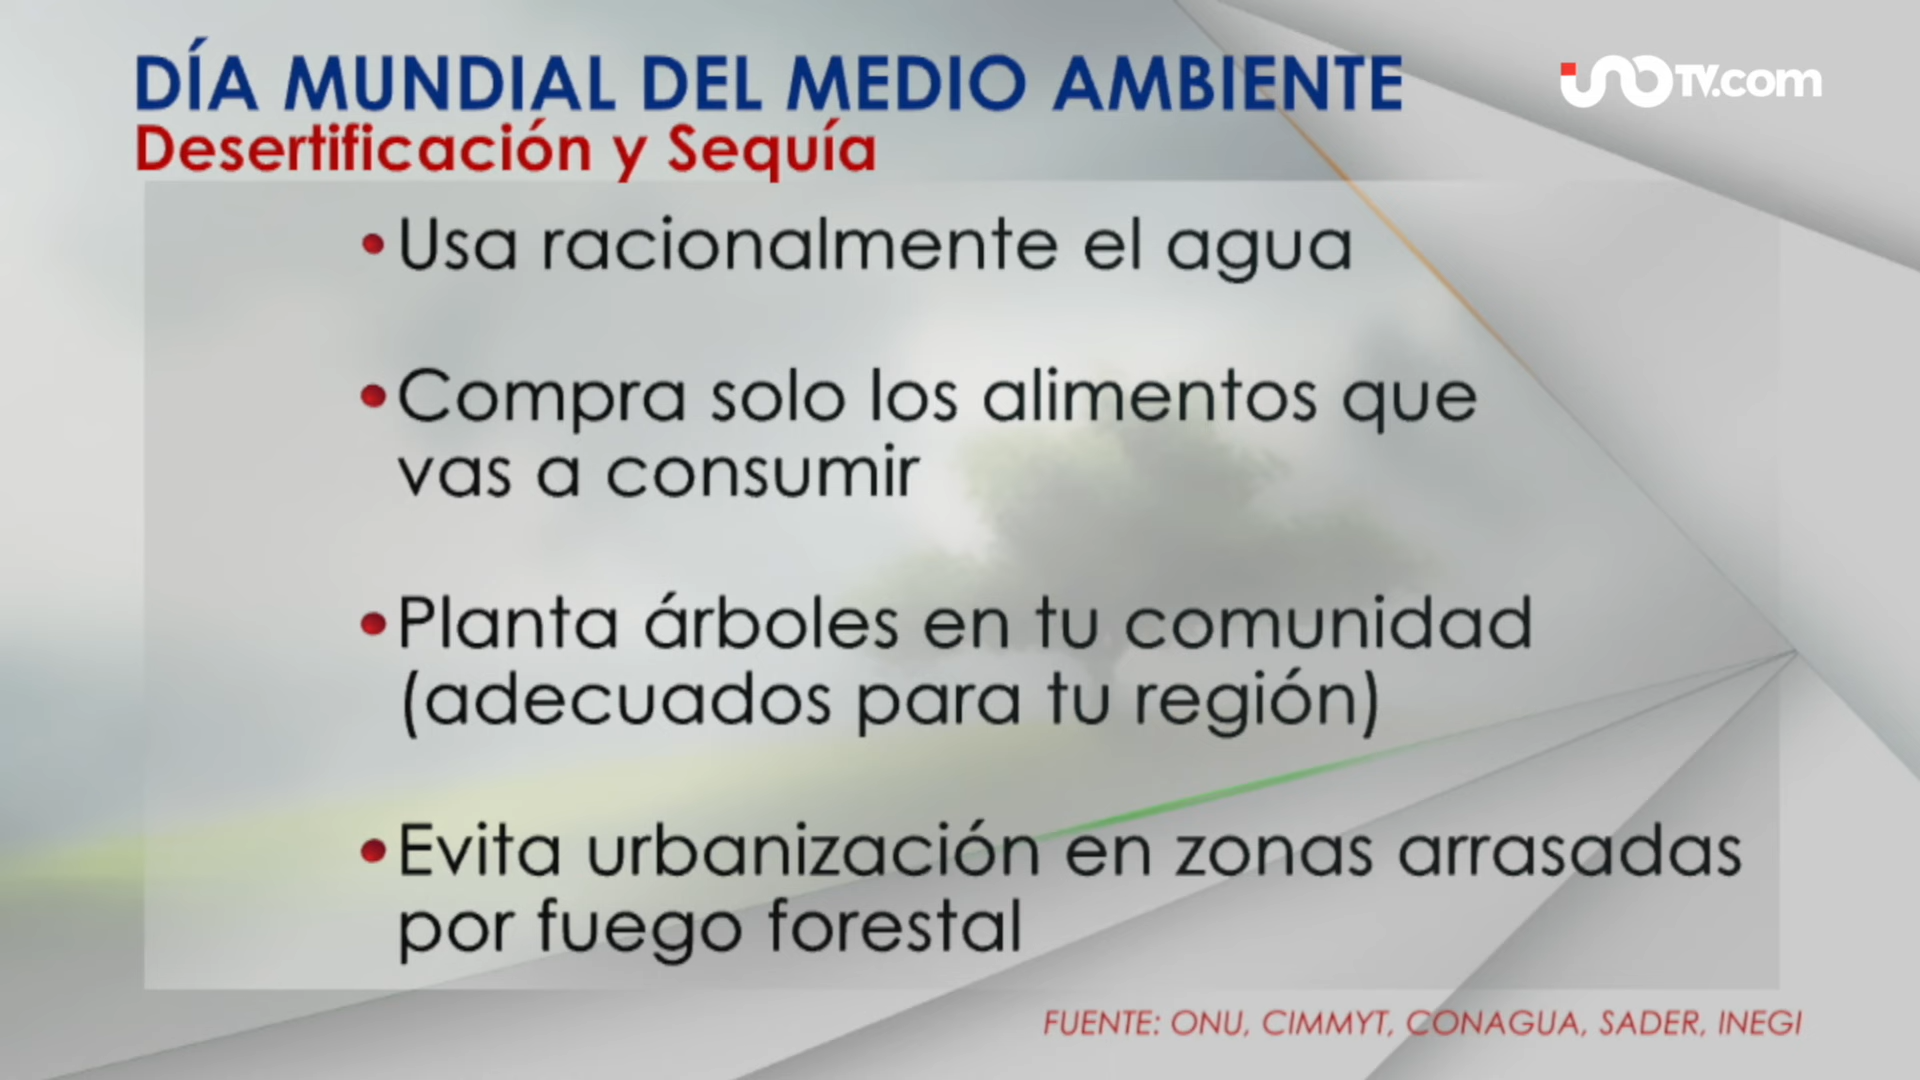 DÍA MUNDIAL DEL MEDIO AMBIENTE
unoTV.com
Desertificación y Sequía
•Usa racionalmente el agua
•Compra solo los alimentos que
vas a consumir
•Planta árboles en tu comunidad
(adecuados para tu región)
•Evita urbanización en zonas arrasadas
por fuego forestal
FUENTE: ONU, CIMMYT, CONAGUA, SADER, INEGI